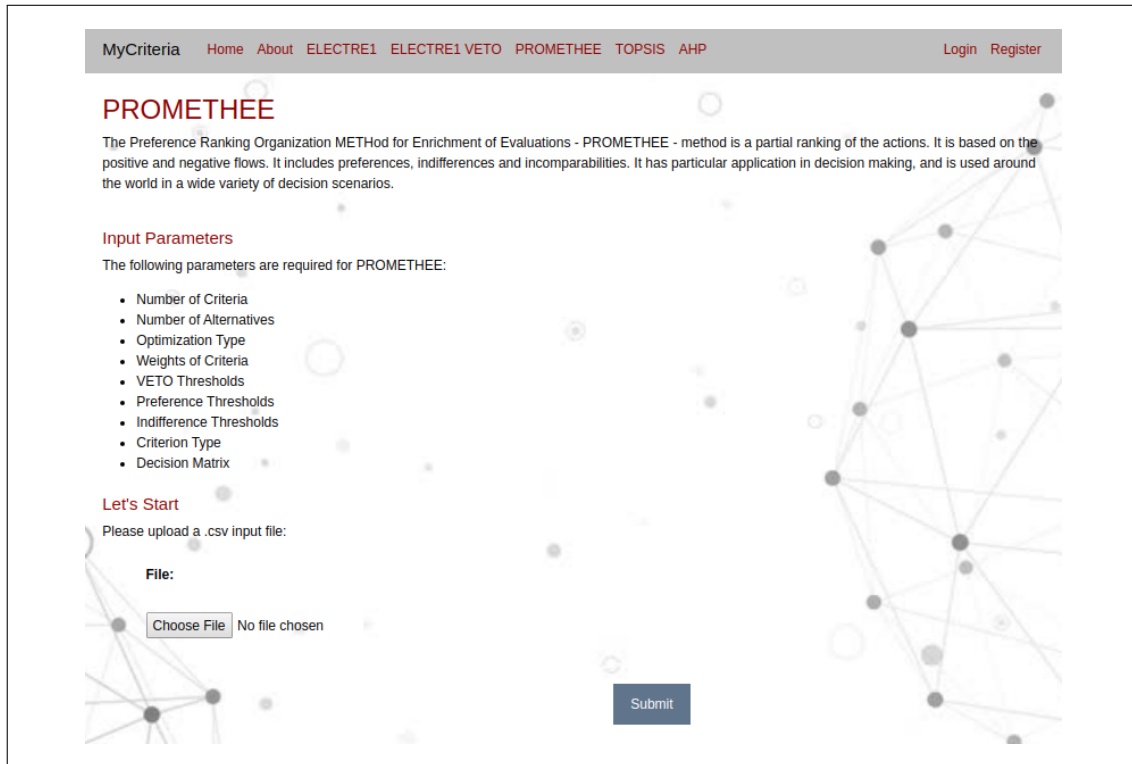 MyCriteria Home About ELECTRE1 ELECTRE1 VETO PROMETHEE TOPSIS AHP Login Register
PROMETHEE
The Preference Ranking Organization METHod for Enrichment of Evaluations - PROMETHEE - method is a partial ranking of the actions. It is based on the
positive and negative flows. It includes preferences, indifferences and incomparabilities. It has particular application in decision making, and is used around
the world in a wide variety of decision scenarios.
Input Parameters
The following parameters are required for PROMETHEE:
• Number of Criteria
• Number of Alternatives
• Optimization Type
• Weights of Criteria
• VETO Thresholds
• Preference Thresholds
• Indifference Thresholds
• Criterion Type
• Decision Matrix
Let's Start
Please upload a .csv input file:
File:
Choose File No file chosen
Submit